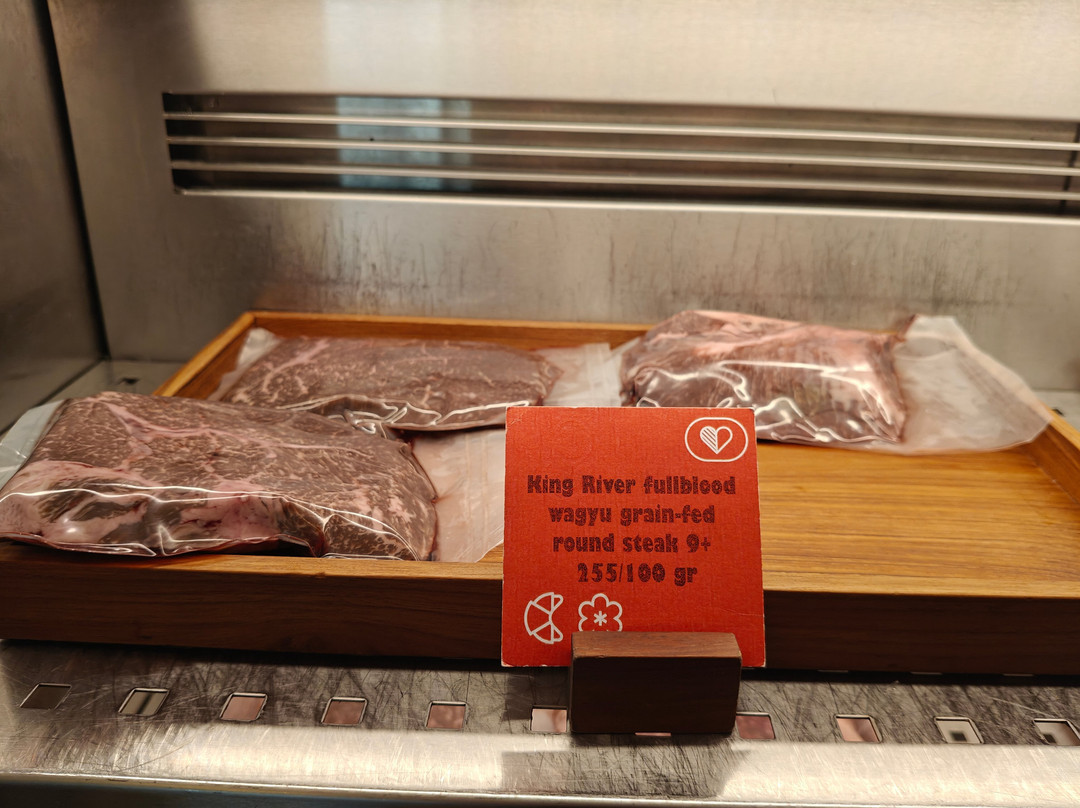 King River fullblood
wagyu grain-fed
round steak 9+
255/100 gr